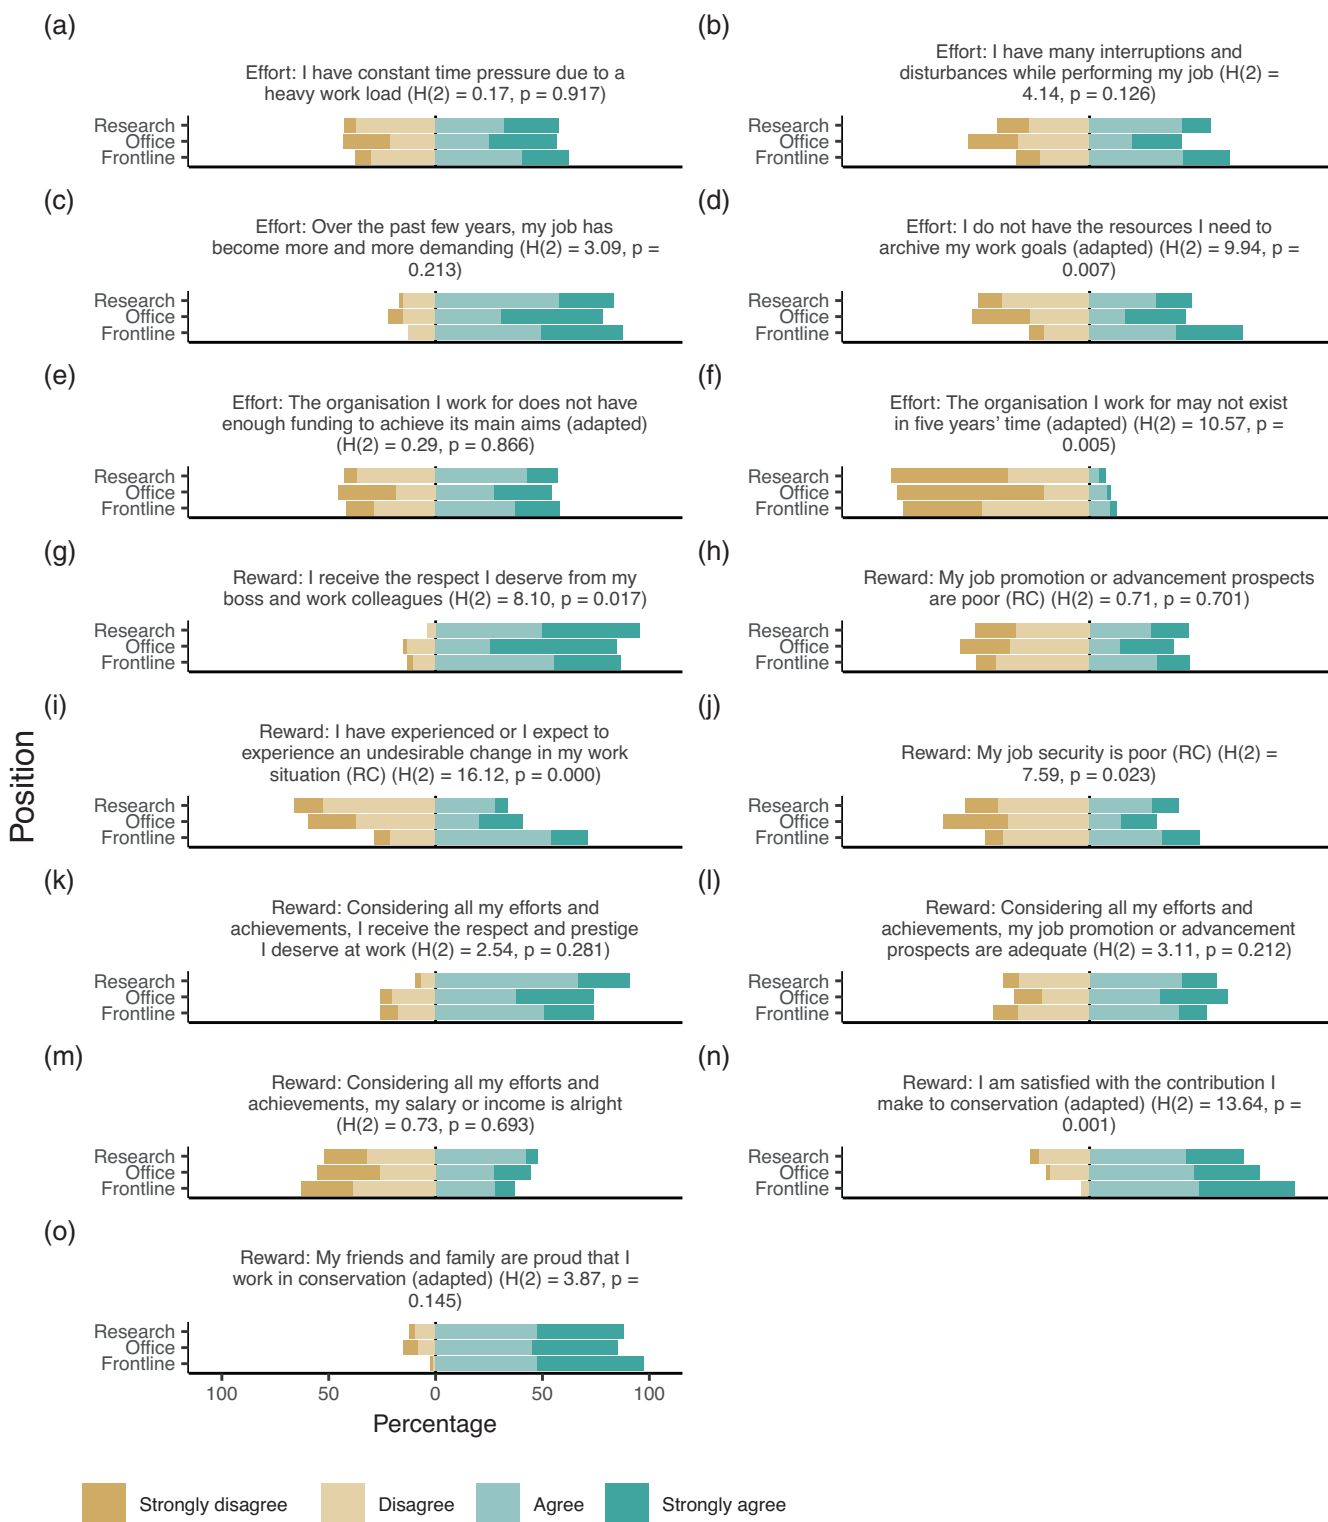 (a)
Effort: I have constant time pressure due to a
heavy work load (H(2) = 0.17, p = 0.917)
Research
Office
Frontline
(b)
Effort: I have many interruptions and
disturbances while performing my job (H(2) =
4.14, p = 0.126)
Research
Office
Frontline
(c)
Effort: Over the past few years, my job has
become more and more demanding (H(2) = 3.09, p =
0.213)
Research
Office
Frontline
(d)
Effort: I do not have the resources I need to
archive my work goals (adapted) (H(2) = 9.94, p =
0.007)
Research
Office
Frontline
(e)
Effort: The organisation I work for does not have
enough funding to achieve its main aims (adapted)
(H(2) = 0.29, p = 0.866)
Research
Office
Frontline
(f)
Effort: The organisation I work for may not exist
in five years' time (adapted) (H(2) = 10.57, p =
0.005)
Research
Office
Frontline
(g)
Reward: I receive the respect I deserve from my
boss and work colleagues (H(2) = 8.10, p = 0.017)
Research
Office
Frontline
(h)
Reward: My job promotion or advancement prospects
are poor (RC) (H(2) = 0.71, p = 0.701)
Research
Office
Frontline
(i)
Reward: I have experienced or I expect to
experience an undesirable change in my work
situation (RC) (H(2) = 16.12, p = 0.000)
Research
Office
Frontline
(j)
Reward: My job security is poor (RC) (H(2) =
7.59, p = 0.023)
Research
Office
Frontline
Position
(k)
Reward: Considering all my efforts and
achievements, I receive the respect and prestige
I deserve at work (H(2) = 2.54, p = 0.281)
Research
Office
Frontline
(l)
Reward: Considering all my efforts and
achievements, my job promotion or advancement
prospects are adequate (H(2) = 3.11, p = 0.212)
Research
Office
Frontline
(m)
Reward: Considering all my efforts and
achievements, my salary or income is alright
(H(2) = 0.73, p = 0.693)
Research
Office
Frontline
(n)
Reward: I am satisfied with the contribution I
make to conservation (adapted) (H(2) = 13.64, p =
0.001)
Research
Office
Frontline
(o)
Reward: My friends and family are proud that I
work in conservation (adapted) (H(2) = 3.87, p =
0.145)
Research
Office
Frontline
100 50 0 50 100
Percentage
Strongly disagree Disagree Agree Strongly agree